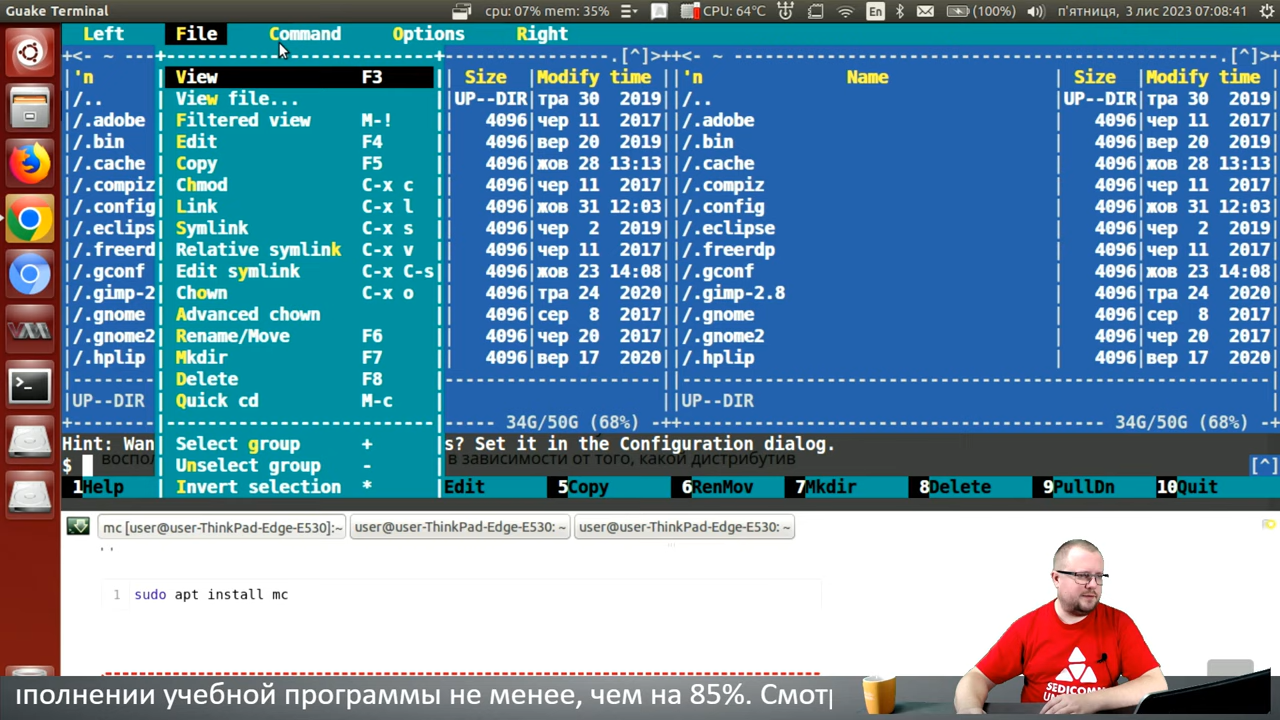 Guake Terminal
cpu: 07% mem: 35%
CPU: 64°C
En
(100%)
п'ятниця, 3 лис 2023 07:08:41
Left File Command Options Right
+<- ~ .[^]>++<- ~ .[^]>+
|'n | Size |Modify time||'n Name | Size |Modify time
|/.. |UP--DIR|тра 30 2019||/.. |UP--DIR|тра 30 2019
|/.adobe | 4096|чер 11 2017||/.adobe | 4096|чер 11 2017
|/.bin | 4096|вер 20 2019||/.bin | 4096|вер 20 2019
|/.cache | 4096|жов 28 13:13||/.cache | 4096|жов 28 13:13
|/.compiz | 4096|чер 11 2017||/.compiz | 4096|чер 11 2017
|/.config | 4096|жов 31 12:03||/.config | 4096|жов 31 12:03
|/.eclips | 4096|чер 2 2019||/.eclipse | 4096|чер 2 2019
|/.freerd | 4096|чер 11 2017||/.freerdp | 4096|чер 11 2017
|/.gconf | 4096|жов 23 14:08||/.gconf | 4096|жов 23 14:08
|/.gimp-2 | 4096|тра 24 2020||/.gimp-2.8 | 4096|тра 24 2020
|/.gnome | 4096|сер 8 2017||/.gnome | 4096|сер 8 2017
|/.gnome2 | 4096|чер 20 2017||/.gnome2 | 4096|чер 20 2017
|/.hplip | 4096|вер 17 2020||/.hplip | 4096|вер 17 2020
|UP--DIR ||UP--DIR
34G/50G (68%) -++ 34G/50G (68%) -+
View F3
View file...
Filtered view M-!
Edit F4
Copy F5
Chmod C-x c
Link C-x l
Symlink C-x s
Relative symlink C-x v
Edit symlink C-x C-s
Chown C-x o
Advanced chown
Rename/Move F6
Mkdir F7
Delete F8
Quick cd M-c
Select group +
Unselect group -
Invert selection *
Hint: Wan s? Set it in the Configuration dialog.
$ [^]
воспол в зависимости от того, какой дистрибутив
1Help Edit 5Copy 6RenMov 7Mkdir 8Delete 9PullDn 10Quit
mc [user@user-ThinkPad-Edge-E530]:~ user@user-ThinkPad-Edge-E530: ~ user@user-ThinkPad-Edge-E530: ~
1 sudo apt install mc
SEDICOMM
UN
полнении учебной программы не менее, чем на 85%. Смот